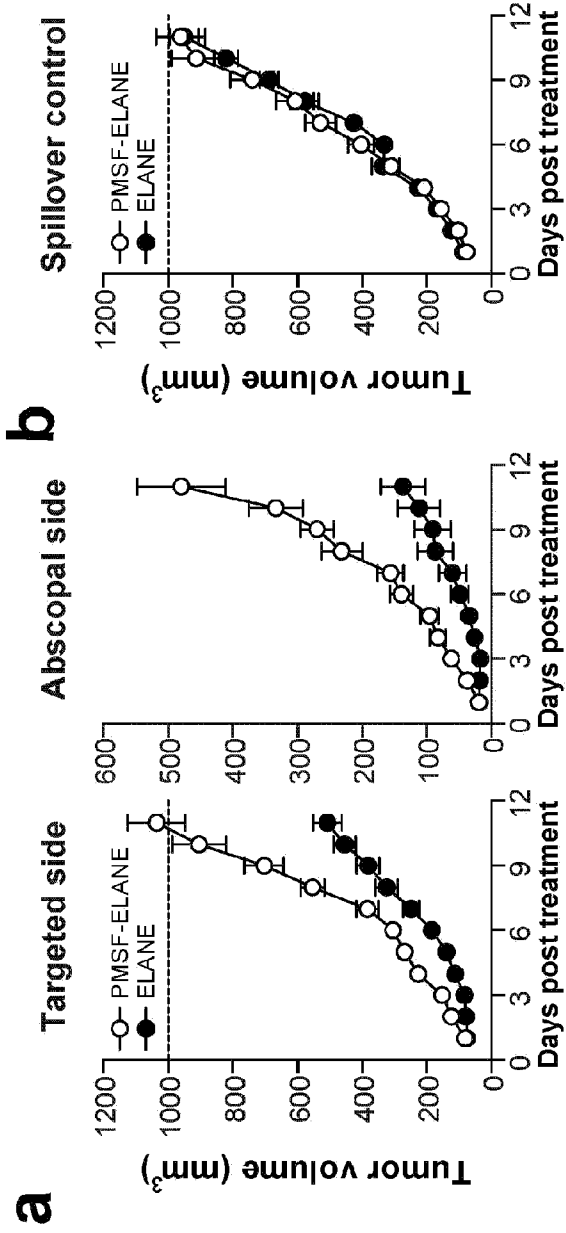 a
Targeted side
Tumor volume (mm³)
1200
1000
800
600
400
200
0
PMSF-ELANE
ELANE
0 3 6 9 12
Days post treatment
Abscopal side
600
500
400
300
200
100
0
0 3 6 9 12
Days post treatment
b
Spillover control
Tumor volume (mm³)
1200
1000
800
600
400
200
0
PMSF-ELANE
ELANE
0 3 6 9 12
Days post treatment